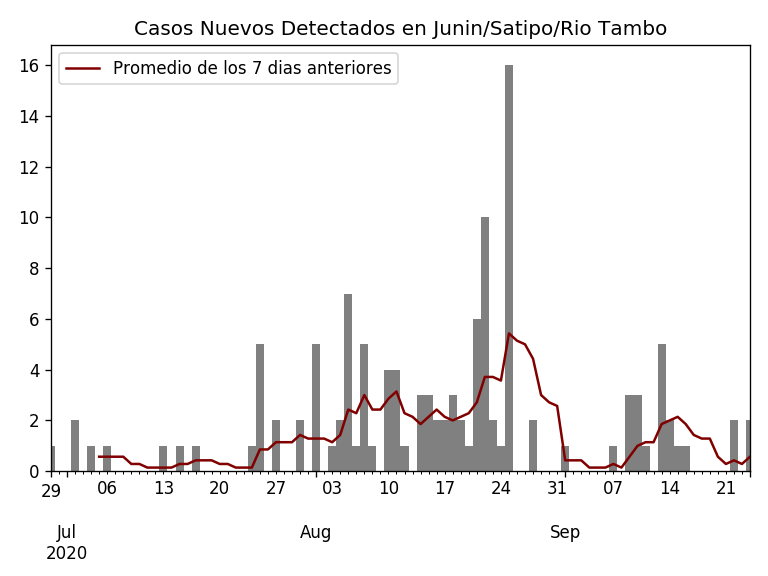 Casos Nuevos Detectados en Junin/Satipo/Rio Tambo
Promedio de los 7 dias anteriores
16
14
12
10
8
6
4
2
0
29 06 13 20 27 03 10 17 24 31 07 14 21
Jul Aug Sep
2020